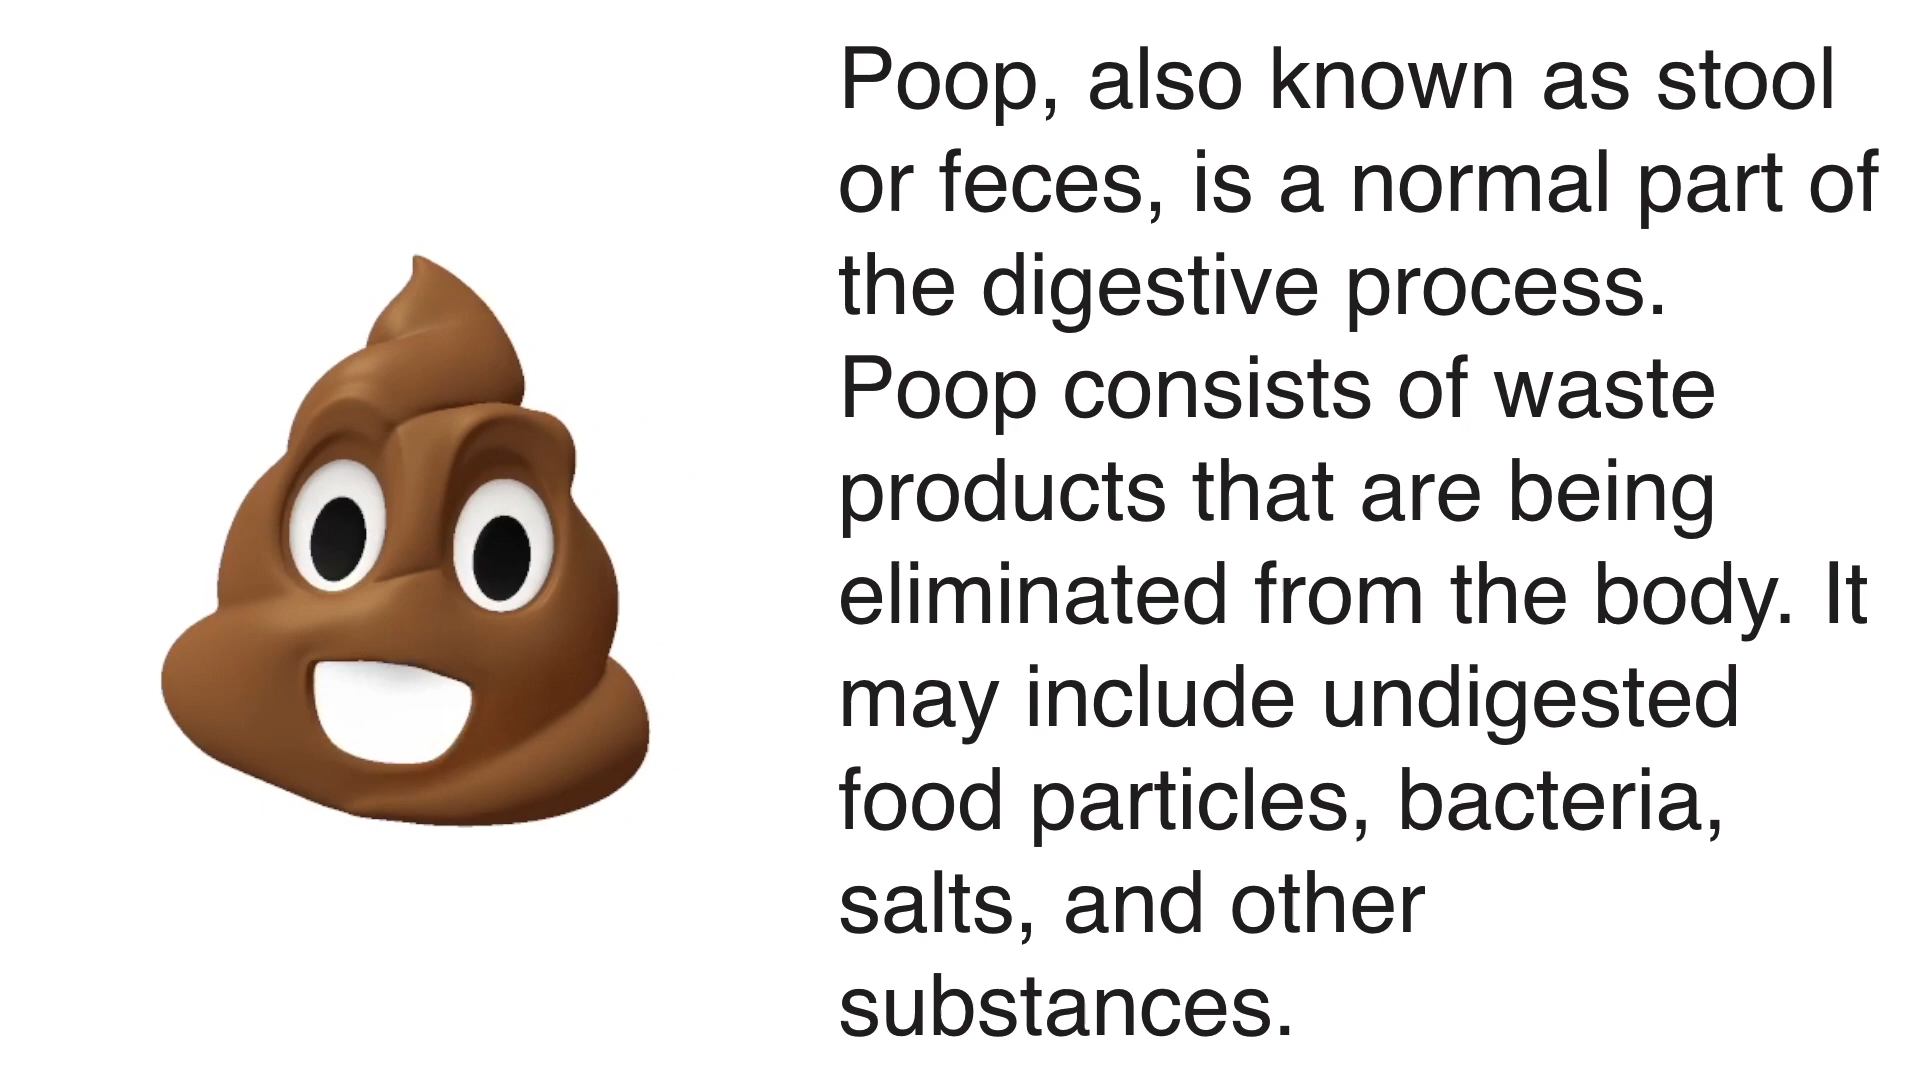 Poop, also known as stool
or feces, is a normal part of
the digestive process.
Poop consists of waste
products that are being
eliminated from the body. It
may include undigested
food particles, bacteria,
salts, and other
substances.